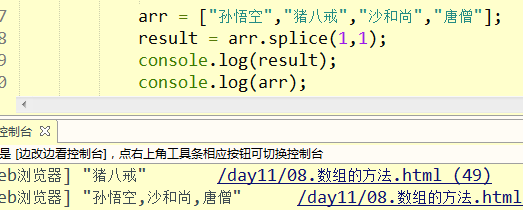 7 arr = ["孙悟空","猪八戒","沙和尚","唐僧"];
8 result = arr.splice(1,1);
9 console.log(result);
0 console.log(arr);
控制台
是 [边改边看控制台]，点右上角工具条相应按钮可切换控制台
eb浏览器] "猪八戒" /day11/08.数组的方法.html (49)
eb浏览器] "孙悟空,沙和尚,唐僧" /day11/08.数组的方法.html